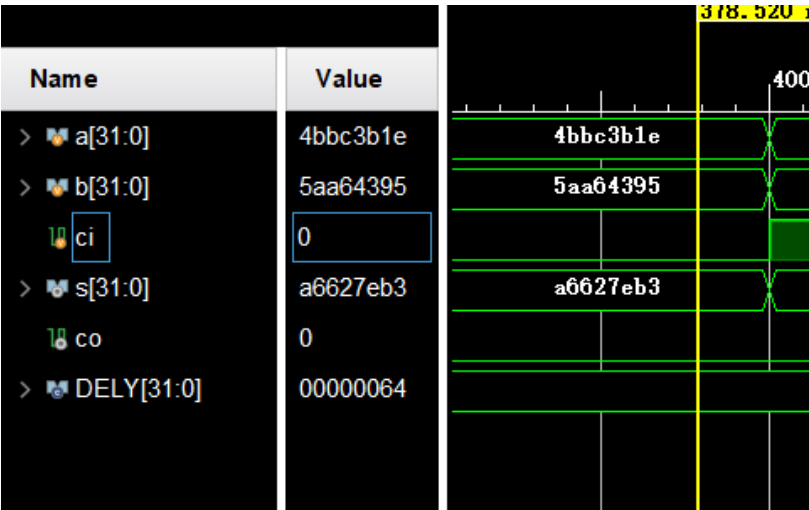 378.520
Name Value 400
a[31:0] 4bbc3b1e 4bbc3b1e
b[31:0] 5aa64395 5aa64395
ci 0
s[31:0] a6627eb3 a6627eb3
co 0
DELY[31:0] 00000064